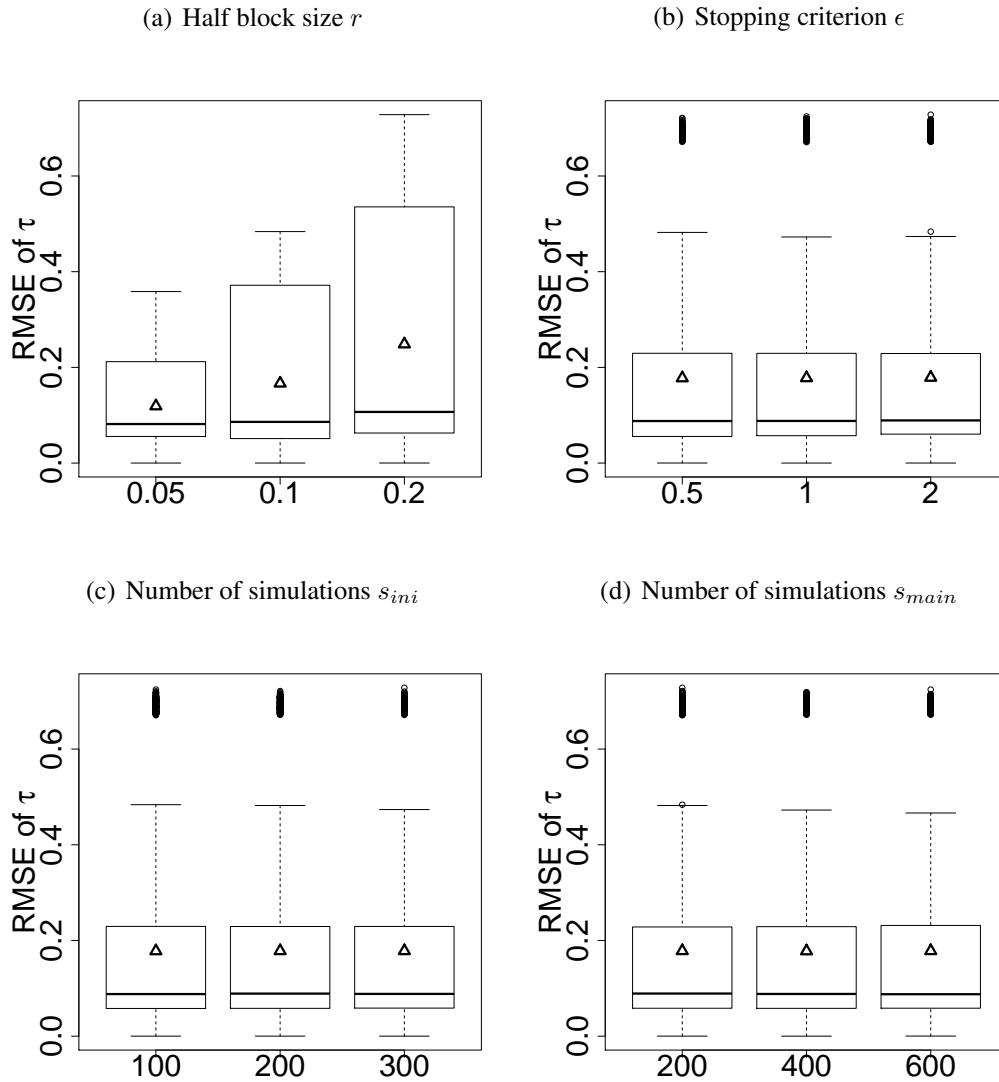 (a) Half block size r
(b) Stopping criterion ϵ
RMSE of τ
0.0 0.2 0.4 0.6
0.05 0.1 0.2
RMSE of τ
0.0 0.2 0.4 0.6
0.5 1 2
(c) Number of simulations s_ini
(d) Number of simulations s_main
RMSE of τ
0.0 0.2 0.4 0.6
100 200 300
RMSE of τ
0.0 0.2 0.4 0.6
200 400 600